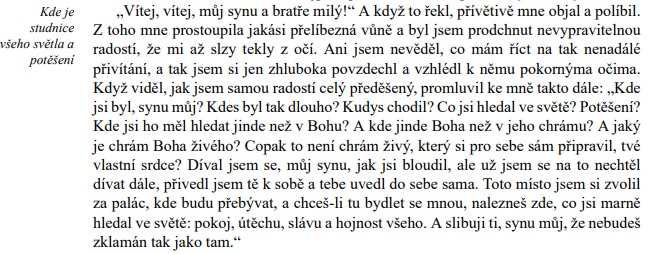 Kde je
studnice
všeho světla a
potěšení
„Vítej, vítej, můj synu a bratře milý!“ A když to řekl, přívětivě mne objal a políbil.
Z toho mne prostoupila jakási přelíbezná vůně a byl jsem prodchnut nevypravitelnou
radostí, že mi až slzy tekly z očí. Ani jsem nevěděl, co mám říct na tak nenadálé
přivítání, a tak jsem si jen zhluboka povzdechl a vzhlédl k němu pokornýma očima.
Když viděl, jak jsem samou radostí celý předěšený, promluvil ke mně takto dále: „Kde
jsi byl, synu můj? Kdes byl tak dlouho? Kudys chodil? Co jsi hledal ve světě? Potěšení?
Kde jsi ho měl hledat jinde než v Bohu? A kde jinde Boha než v jeho chrámu? A jaký
je chrám Boha živého? Copak to není chrám živý, který si pro sebe sám připravil, tvé
vlastní srdce? Díval jsem se, můj synu, jak jsi bloudil, ale už jsem se na to nechtěl
dívat dále, přivedl jsem tě k sobě a tebe uvedl do sebe sama. Toto místo jsem si zvolil
za palác, kde budu přebývat, a chceš-li tu bydlet se mnou, nalezneš zde, co jsi marně
hledal ve světě: pokoj, útěchu, slávu a hojnost všeho. A slibuji ti, synu můj, že nebudeš
zklamán tak jako tam.“